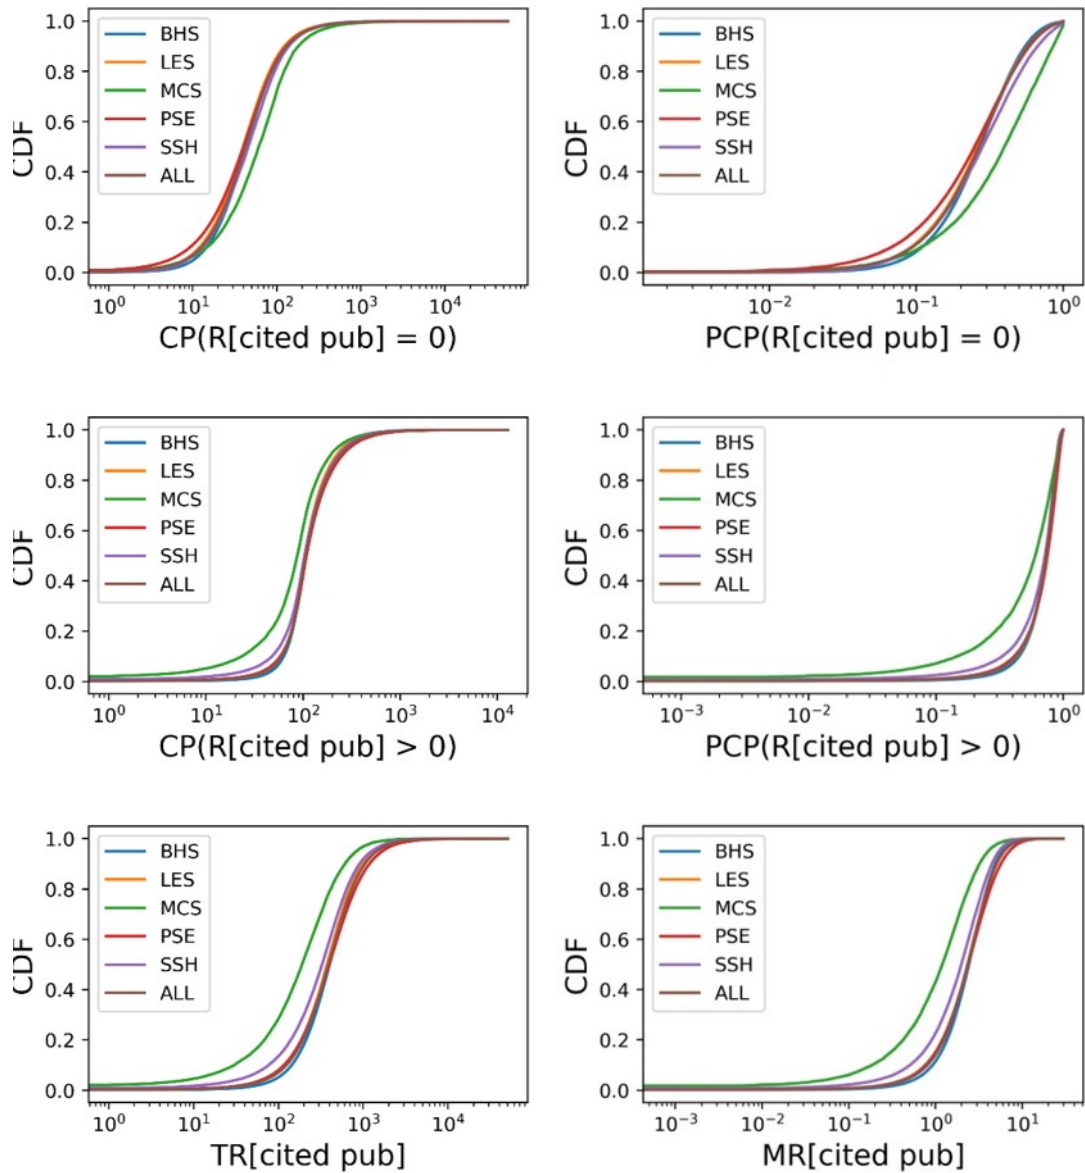 1.0
0.8
0.6
0.4
0.2
0.0
CDF
BHS
LES
MCS
PSE
SSH
ALL
10⁰ 10¹ 10² 10³ 10⁴
CP(R[cited pub] = 0)
1.0
0.8
0.6
0.4
0.2
0.0
CDF
BHS
LES
MCS
PSE
SSH
ALL
10⁻² 10⁻¹ 10⁰
PCP(R[cited pub] = 0)
1.0
0.8
0.6
0.4
0.2
0.0
CDF
BHS
LES
MCS
PSE
SSH
ALL
10⁰ 10¹ 10² 10³ 10⁴
CP(R[cited pub] > 0)
1.0
0.8
0.6
0.4
0.2
0.0
CDF
BHS
LES
MCS
PSE
SSH
ALL
10⁻³ 10⁻² 10⁻¹ 10⁰
PCP(R[cited pub] > 0)
1.0
0.8
0.6
0.4
0.2
0.0
CDF
BHS
LES
MCS
PSE
SSH
ALL
10⁰ 10¹ 10² 10³ 10⁴
TR[cited pub]
1.0
0.8
0.6
0.4
0.2
0.0
CDF
BHS
LES
MCS
PSE
SSH
ALL
10⁻³ 10⁻² 10⁻¹ 10⁰ 10¹
MR[cited pub]